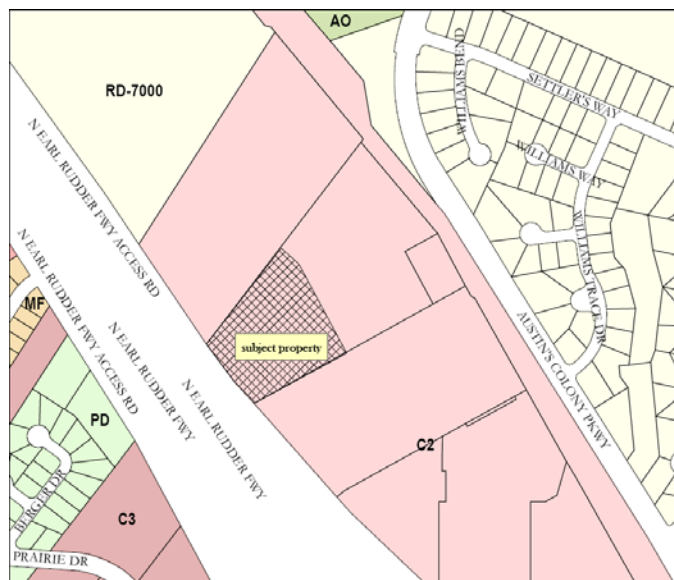 AO
RD-7000
WILLIAMS BEND
SETTLER'S WAY
WILLIAMS WAY
WILLIAMS TRACE DR
N EARL RUDDER FWY ACCESS RD
N EARL RUDDER FWY ACCESS RD
MF
N EARL RUDDER FWY
N EARL RUDDER FWY
subject property
AUSTIN'S COLONY PKWY
PD
C2
BERGER DR
C3
PRAIRIE DR